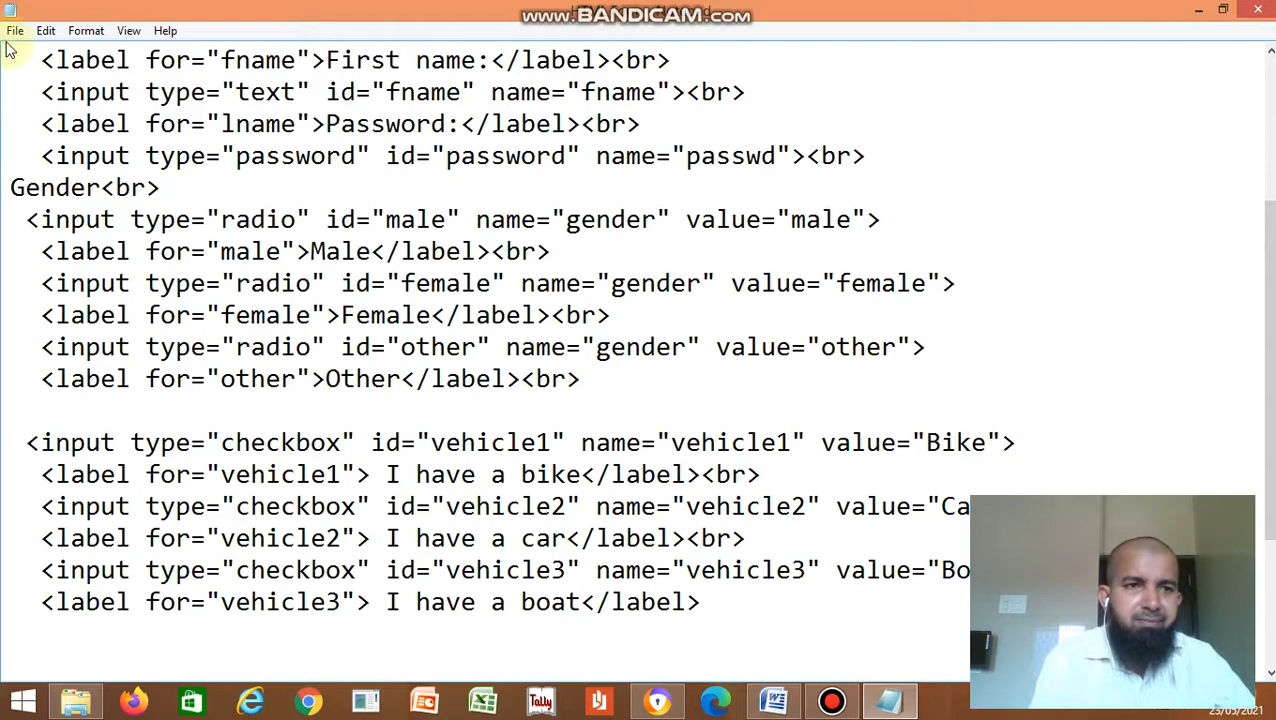 www.BANDICAM.com
File Edit Format View Help
<label for="fname">First name:</label><br>
<input type="text" id="fname" name="fname"><br>
<label for="lname">Password:</label><br>
<input type="password" id="password" name="passwd"><br>
Gender<br>
<input type="radio" id="male" name="gender" value="male">
<label for="male">Male</label><br>
<input type="radio" id="female" name="gender" value="female">
<label for="female">Female</label><br>
<input type="radio" id="other" name="gender" value="other">
<label for="other">Other</label><br>
<input type="checkbox" id="vehicle1" name="vehicle1" value="Bike">
<label for="vehicle1"> I have a bike</label><br>
<input type="checkbox" id="vehicle2" name="vehicle2" value="Ca
<label for="vehicle2"> I have a car</label><br>
<input type="checkbox" id="vehicle3" name="vehicle3" value="Bo
<label for="vehicle3"> I have a boat</label>
Tally
23/05/2021